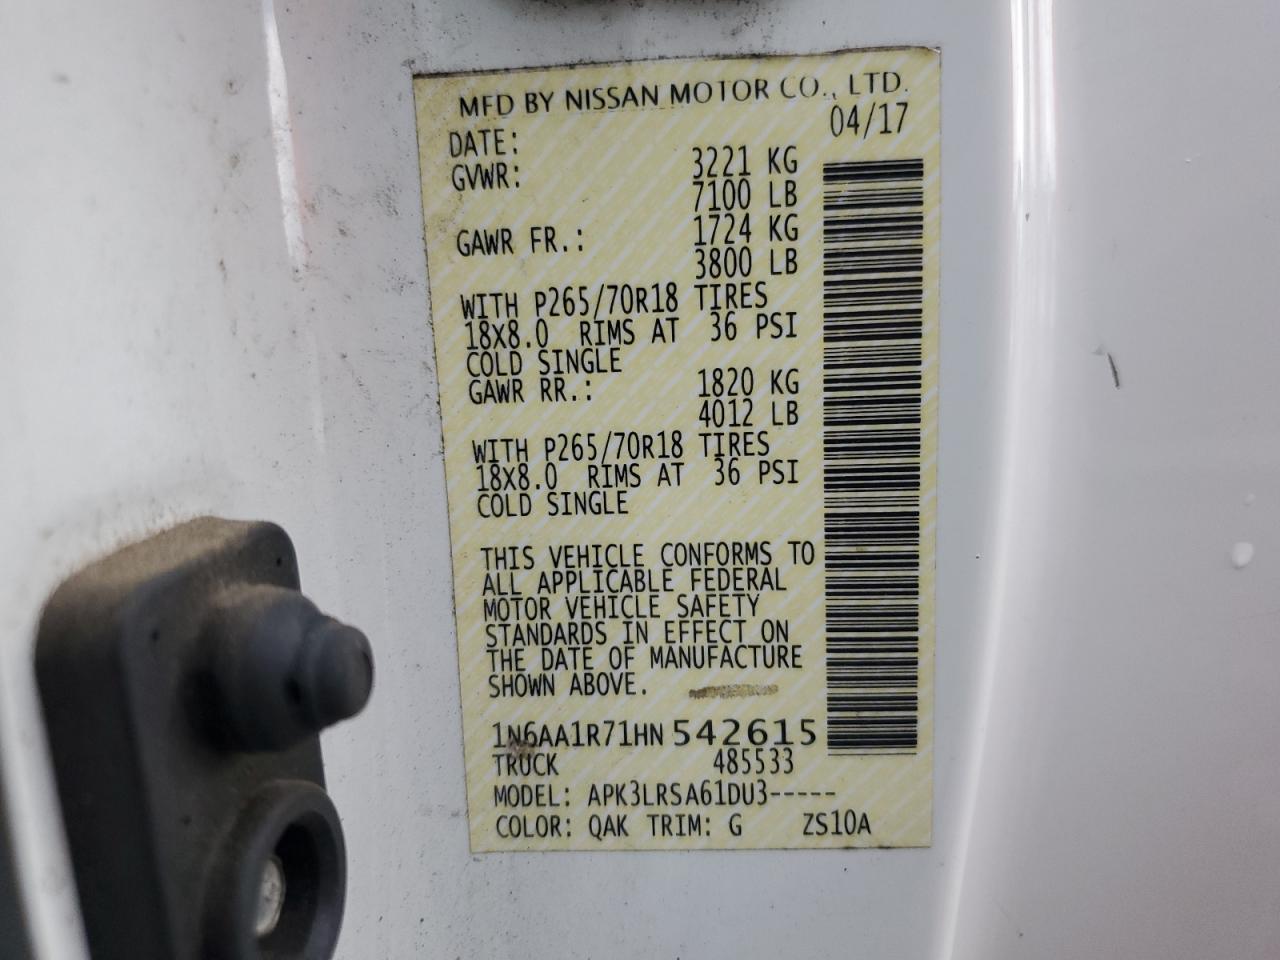 MFD BY NISSAN MOTOR CO., LTD.
DATE: 04/17
GVWR: 3221 KG
7100 LB
GAWR FR.: 1724 KG
3800 LB
WITH P265/70R18 TIRES
18X8.0 RIMS AT 36 PSI
COLD SINGLE
GAWR RR.: 1820 KG
4012 LB
WITH P265/70R18 TIRES
18X8.0 RIMS AT 36 PSI
COLD SINGLE
THIS VEHICLE CONFORMS TO
ALL APPLICABLE FEDERAL
MOTOR VEHICLE SAFETY
STANDARDS IN EFFECT ON
THE DATE OF MANUFACTURE
SHOWN ABOVE.
1N6AA1R71HN542615
TRUCK 485533
MODEL: APK3LRSA61DU3-----
COLOR: QAK TRIM: G ZS10A